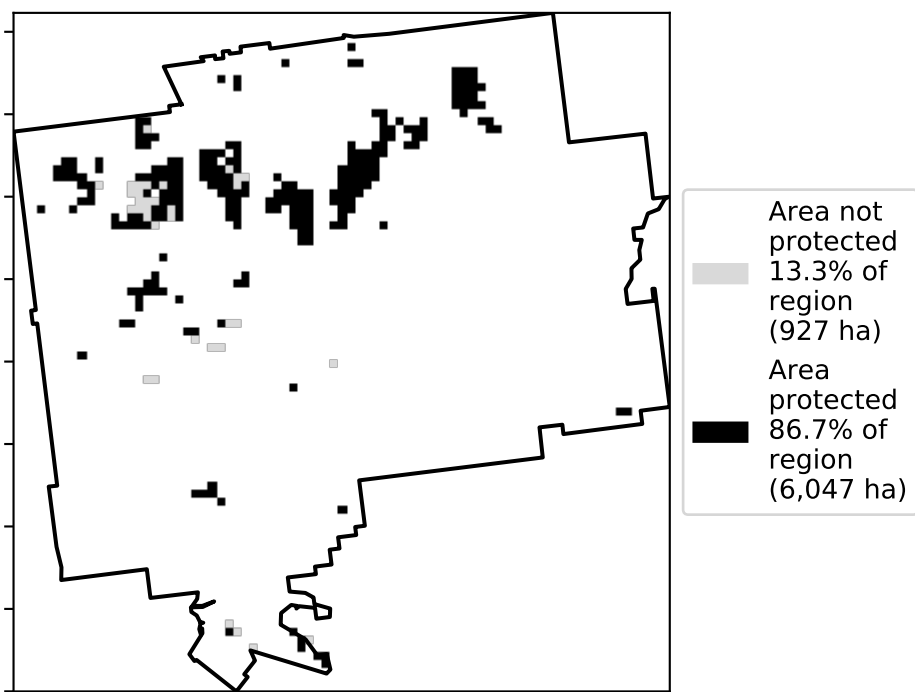 Area not
protected
13.3% of
region
(927 ha)
Area
protected
86.7% of
region
(6,047 ha)